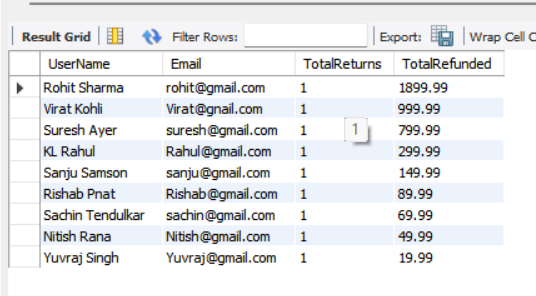 Result Grid Filter Rows: Export: Wrap Cell C
UserName Email TotalReturns TotalRefunded
Rohit Sharma rohit@gmail.com 1 1899.99
Virat Kohli Virat@gnail.com 1 999.99
Suresh Ayer suresh@gmail.com 1 799.99
1
KL Rahul Rahul@gmail.com 1 299.99
Sanju Samson sanju@gmail.com 1 149.99
Rishab Pnat Rishab@gmail.com 1 89.99
Sachin Tendulkar sachin@gmail.com 1 69.99
Nitish Rana Nitish@gmail.com 1 49.99
Yuvraj Singh Yuvraj@gmail.com 1 19.99